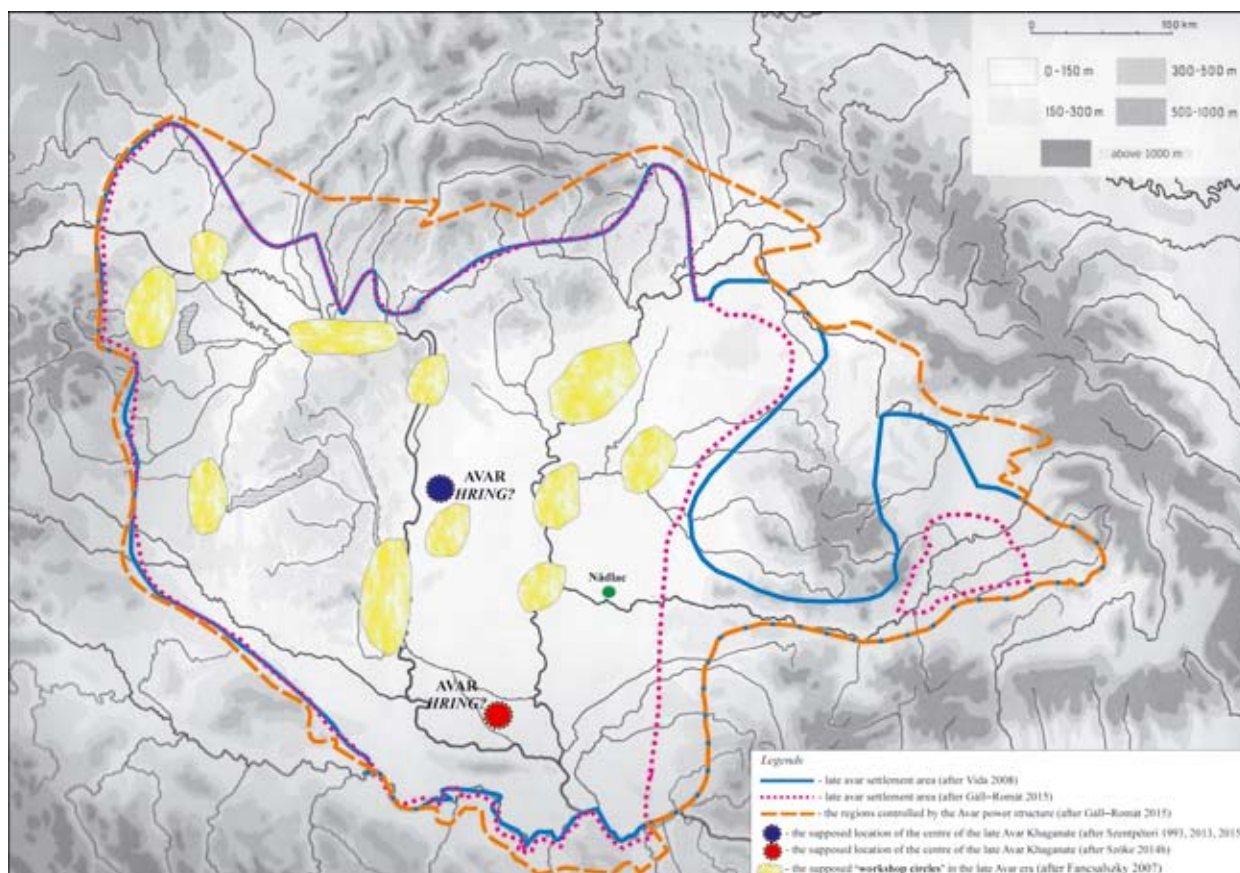 0 100 km
0-150 m 300-500 m
150-300 m 500-1000 m
above 1000 m
AVAR
HRING?
Nădlac
AVAR
HRING?
Legends
- late avar settlement area (after Vida 2008)
- late avar settlement area (after Gáll–Romát 2015)
- the regions controlled by the Avar power structure (after Gáll–Romát 2015)
- the supposed location of the centre of the late Avar Khaganate (after Szentpéteri 1993, 2013, 2015)
- the supposed location of the centre of the late Avar Khaganate (after Szőke 2014b)
- the supposed "workshop circles" in the late Avar era (after Fancsalszky 2007)